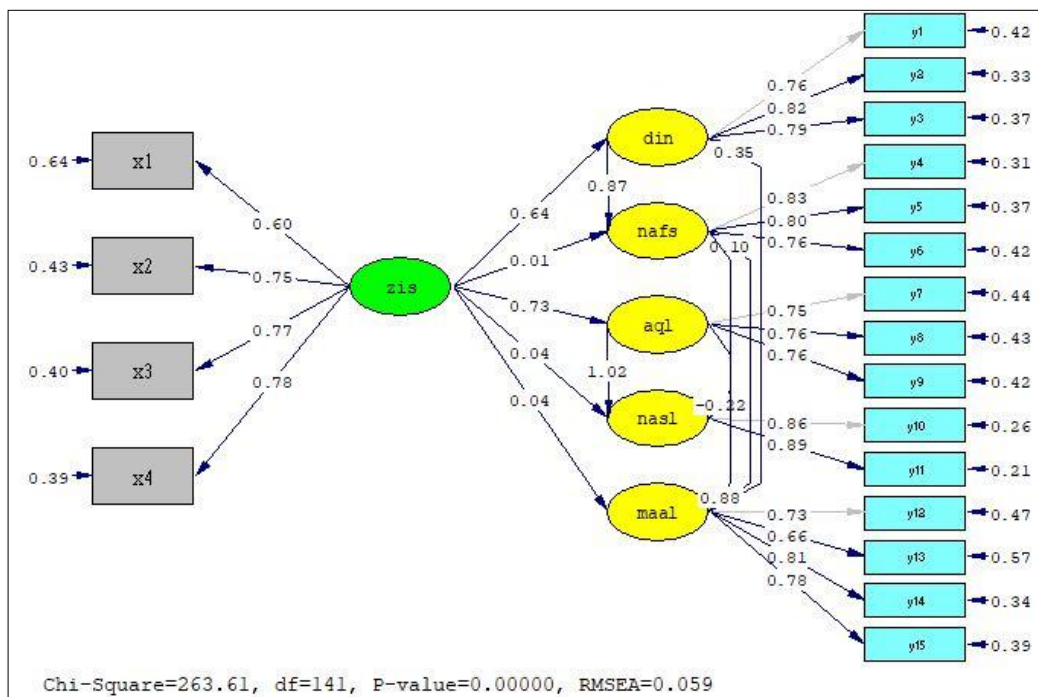 y1
0.42
0.76
y2
0.33
0.82
din
0.79
y3
0.37
0.64
x1
0.35
y4
0.31
0.87
0.83
0.60
0.64
y5
0.37
0.80
nafs
0.76
0.10
y6
0.42
0.43
x2
0.75
zis
0.01
y7
0.44
0.73
0.75
aql
0.76
y8
0.43
0.77
0.76
0.04
1.02
y9
0.42
0.40
x3
0.78
0.04
-0.22
nasl
0.86
y10
0.26
0.89
y11
0.21
0.39
x4
0.88
maal
0.73
y12
0.47
0.66
y13
0.57
0.81
0.78
y14
0.34
y15
0.39
Chi-Square=263.61, df=141, P-value=0.00000, RMSEA=0.059